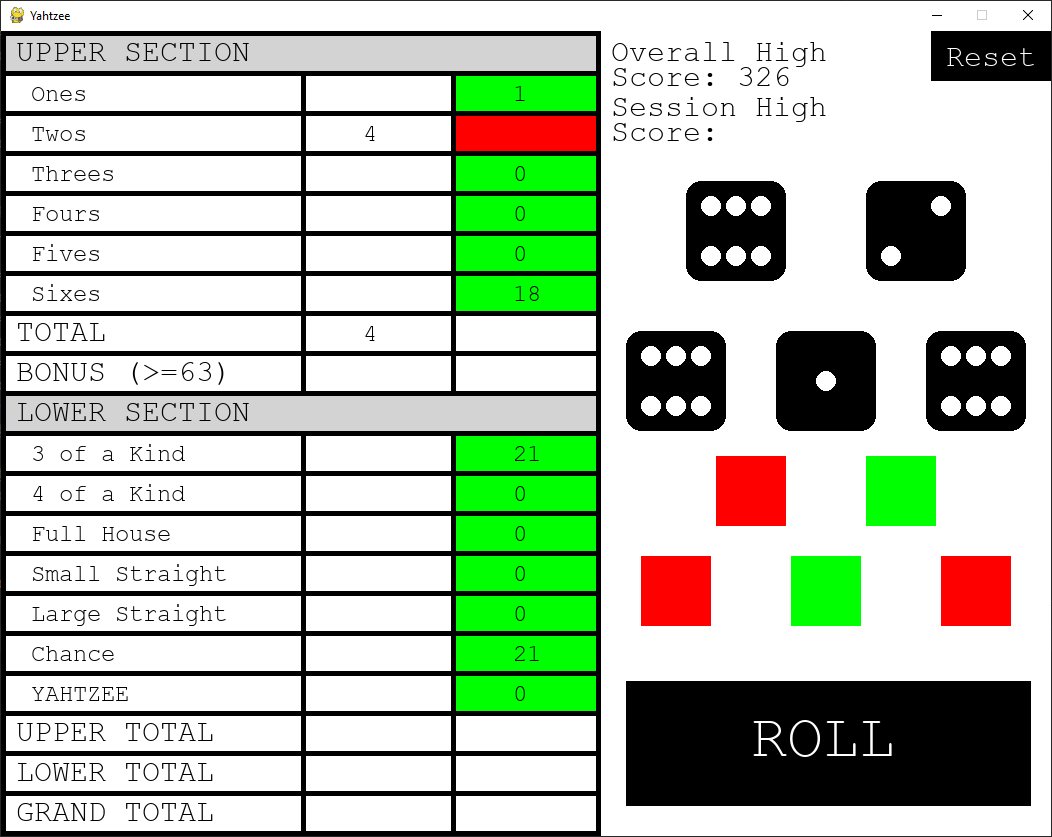 Yahtzee
UPPER SECTION
Ones 1
Twos 4
Threes 0
Fours 0
Fives 0
Sixes 18
TOTAL 4
BONUS (>=63)
LOWER SECTION
3 of a Kind 21
4 of a Kind 0
Full House 0
Small Straight 0
Large Straight 0
Chance 21
YAHTZEE 0
UPPER TOTAL
LOWER TOTAL
GRAND TOTAL
Overall High
Score: 326
Session High
Score:
Reset
ROLL